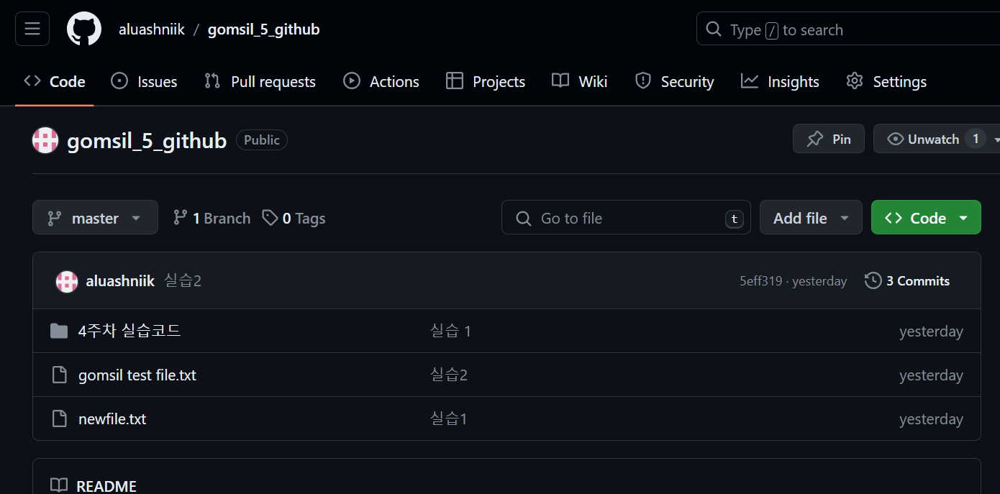 aluashniik / gomsil_5_github
Type / to search
Code Issues Pull requests Actions Projects Wiki Security Insights Settings
gomsil_5_github Public
Pin Unwatch 1
master 1 Branch 0 Tags
Go to file t Add file Code
aluashniik 실습2 5eff319 · yesterday 3 Commits
4주차 실습코드 실습 1 yesterday
gomsil test file.txt 실습2 yesterday
newfile.txt 실습1 yesterday
README